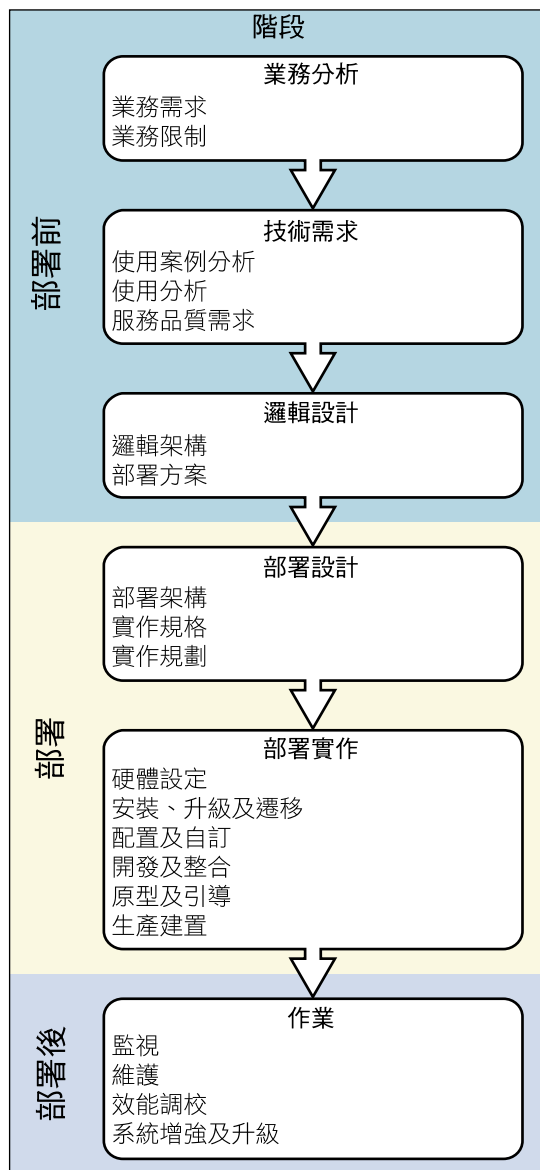 階段
部署前
業務分析
業務需求
業務限制
技術需求
使用案例分析
使用分析
服務品質需求
邏輯設計
邏輯架構
部署方案
部署
部署設計
部署架構
實作規格
實作規劃
部署實作
硬體設定
安裝、升級及遷移
配置及自訂
開發及整合
原型及引導
生產建置
部署後
作業
監視
維護
效能調校
系統增強及升級